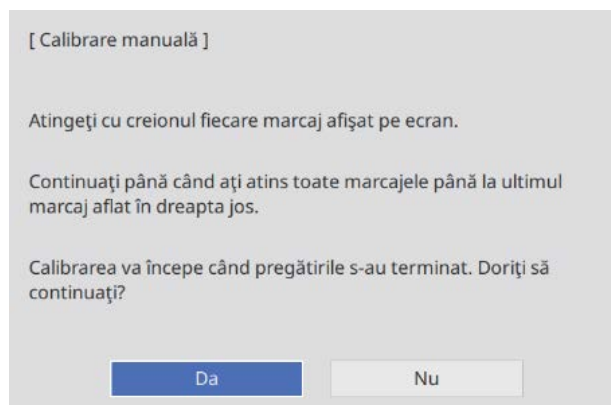 [ Calibrare manuală ]
Atingeţi cu creionul fiecare marcaj afişat pe ecran.
Continuaţi până când aţi atins toate marcajele până la ultimul
marcaj aflat în dreapta jos.
Calibrarea va începe când pregătirile s-au terminat. Doriţi să
continuaţi?
Da
Nu